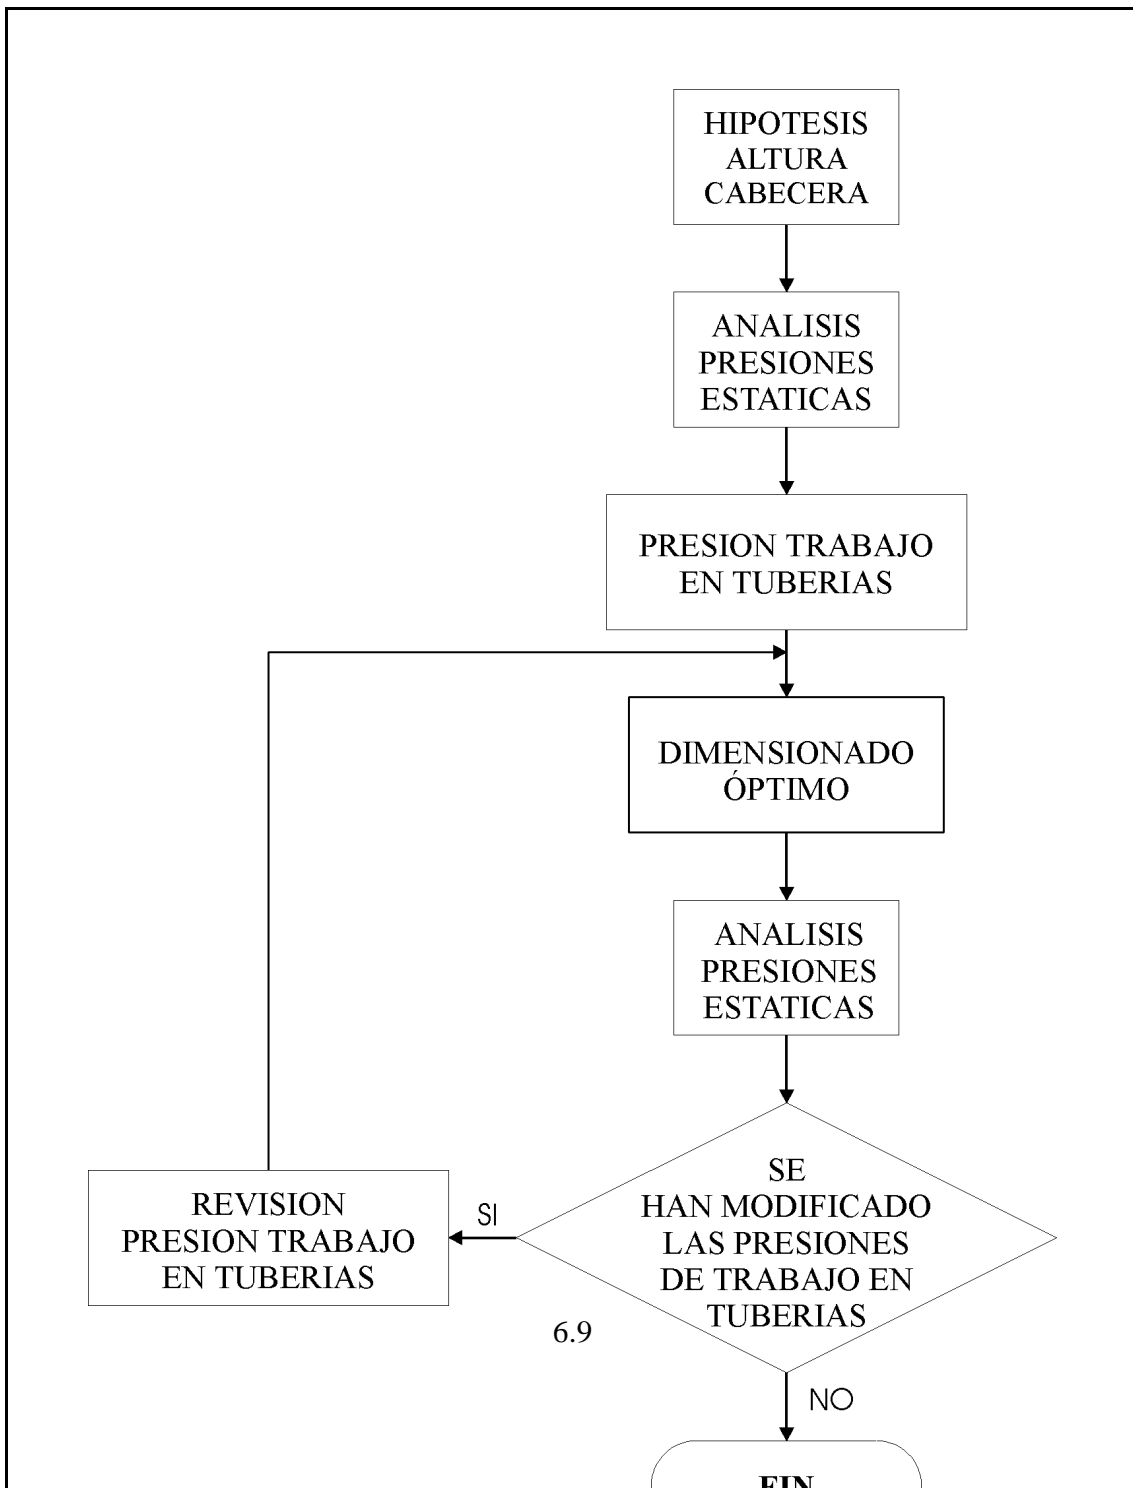 HIPOTESIS
ALTURA
CABECERA
ANALISIS
PRESIONES
ESTATICAS
PRESION TRABAJO
EN TUBERIAS
DIMENSIONADO
ÓPTIMO
ANALISIS
PRESIONES
ESTATICAS
SE
HAN MODIFICADO
LAS PRESIONES
DE TRABAJO EN
TUBERIAS
SI
REVISION
PRESION TRABAJO
EN TUBERIAS
6.9
NO
FIN